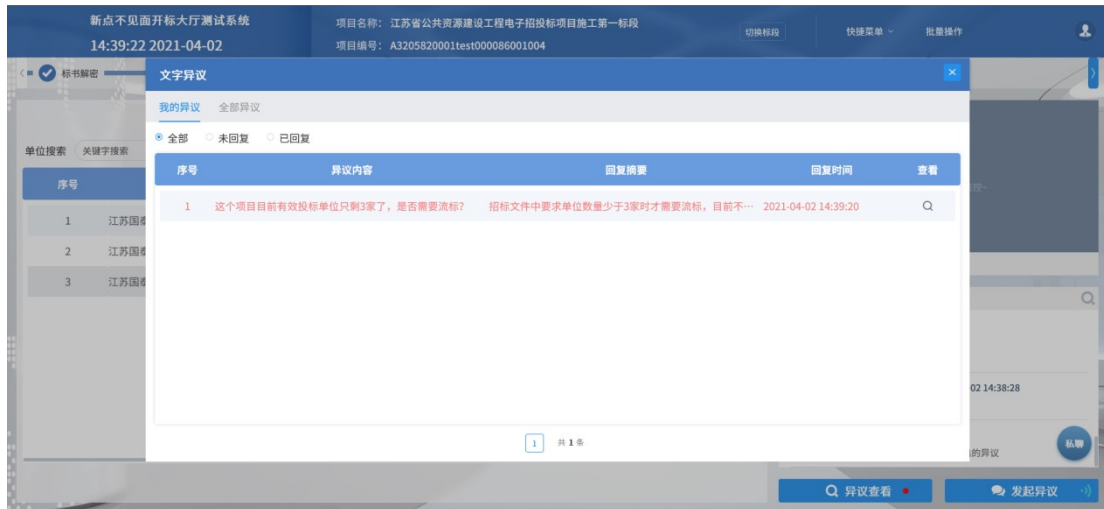 新点不见面开标大厅测试系统
14:39:22 2021-04-02
项目名称： 江苏省公共资源建设工程电子招投标项目施工第一标段
项目编号： A3205820001test000086001004
切换标段
快捷菜单
批量操作
标书解密
文字异议
我的异议 全部异议
全部 未回复 已回复
单位搜索 关键字搜索
序号
1 江苏国泰
2 江苏国泰
3 江苏国泰
序号 异议内容 回复摘要 回复时间 查看
1 这个项目目前有效投标单位只剩3家了，是否需要流标？ 招标文件中要求单位数量少于3家时才需要流标，目前不… 2021-04-02 14:39:20
1 共 1 条
02 14:38:28
的异议
私聊
异议查看
发起异议